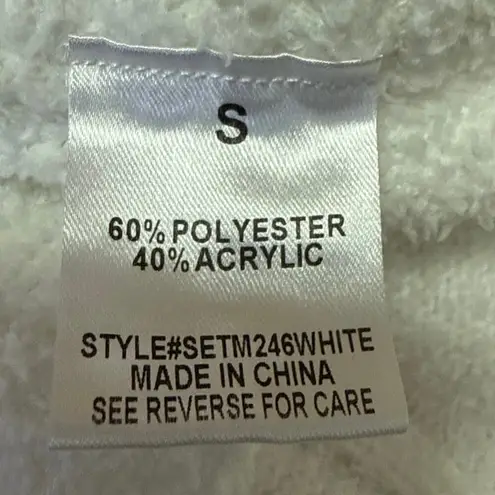 S
60% POLYESTER
40% ACRYLIC
STYLE#SETM246WHITE
MADE IN CHINA
SEE REVERSE FOR CARE